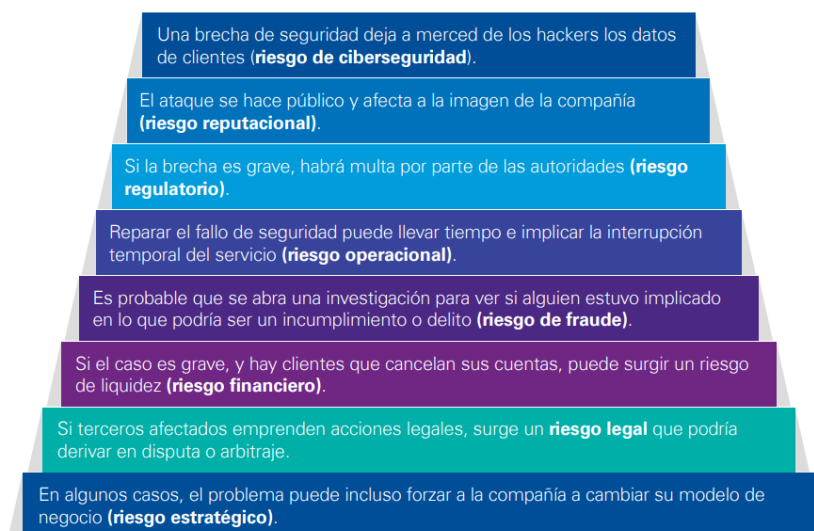 Una brecha de seguridad deja a merced de los hackers los datos
de clientes (riesgo de ciberseguridad).
El ataque se hace público y afecta a la imagen de la compañía
(riesgo reputacional).
Si la brecha es grave, habrá multa por parte de las autoridades (riesgo
regulatorio).
Reparar el fallo de seguridad puede llevar tiempo e implicar la interrupción
temporal del servicio (riesgo operacional).
Es probable que se abra una investigación para ver si alguien estuvo implicado
en lo que podría ser un incumplimiento o delito (riesgo de fraude).
Si el caso es grave, y hay clientes que cancelan sus cuentas, puede surgir un riesgo
de liquidez (riesgo financiero).
Si terceros afectados emprenden acciones legales, surge un riesgo legal que podría
derivar en disputa o arbitraje.
En algunos casos, el problema puede incluso forzar a la compañía a cambiar su modelo de
negocio (riesgo estratégico).